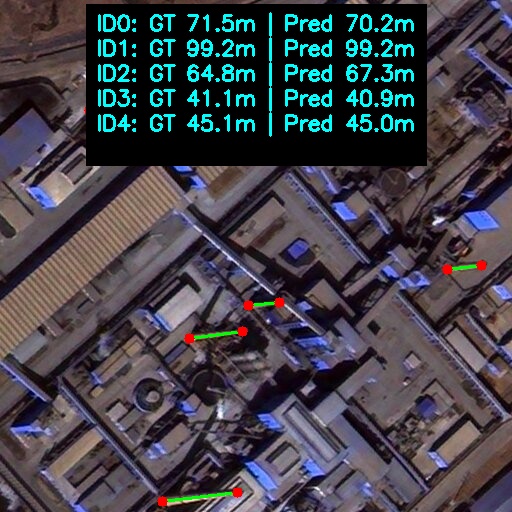 ID0: GT 71.5m | Pred 70.2m
ID1: GT 99.2m | Pred 99.2m
ID2: GT 64.8m | Pred 67.3m
ID3: GT 41.1m | Pred 40.9m
ID4: GT 45.1m | Pred 45.0m